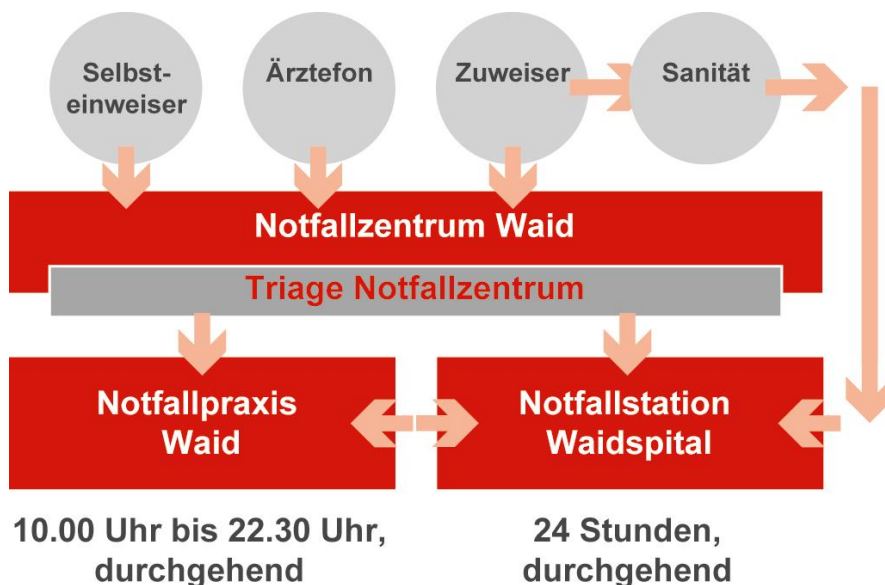 Selbst-
einweiser
Ärztefon
Zuweiser
Sanität
Notfallzentrum Waid
Triage Notfallzentrum
Notfallpraxis
Waid
Notfallstation
Waidspital
10.00 Uhr bis 22.30 Uhr,
durchgehend
24 Stunden,
durchgehend